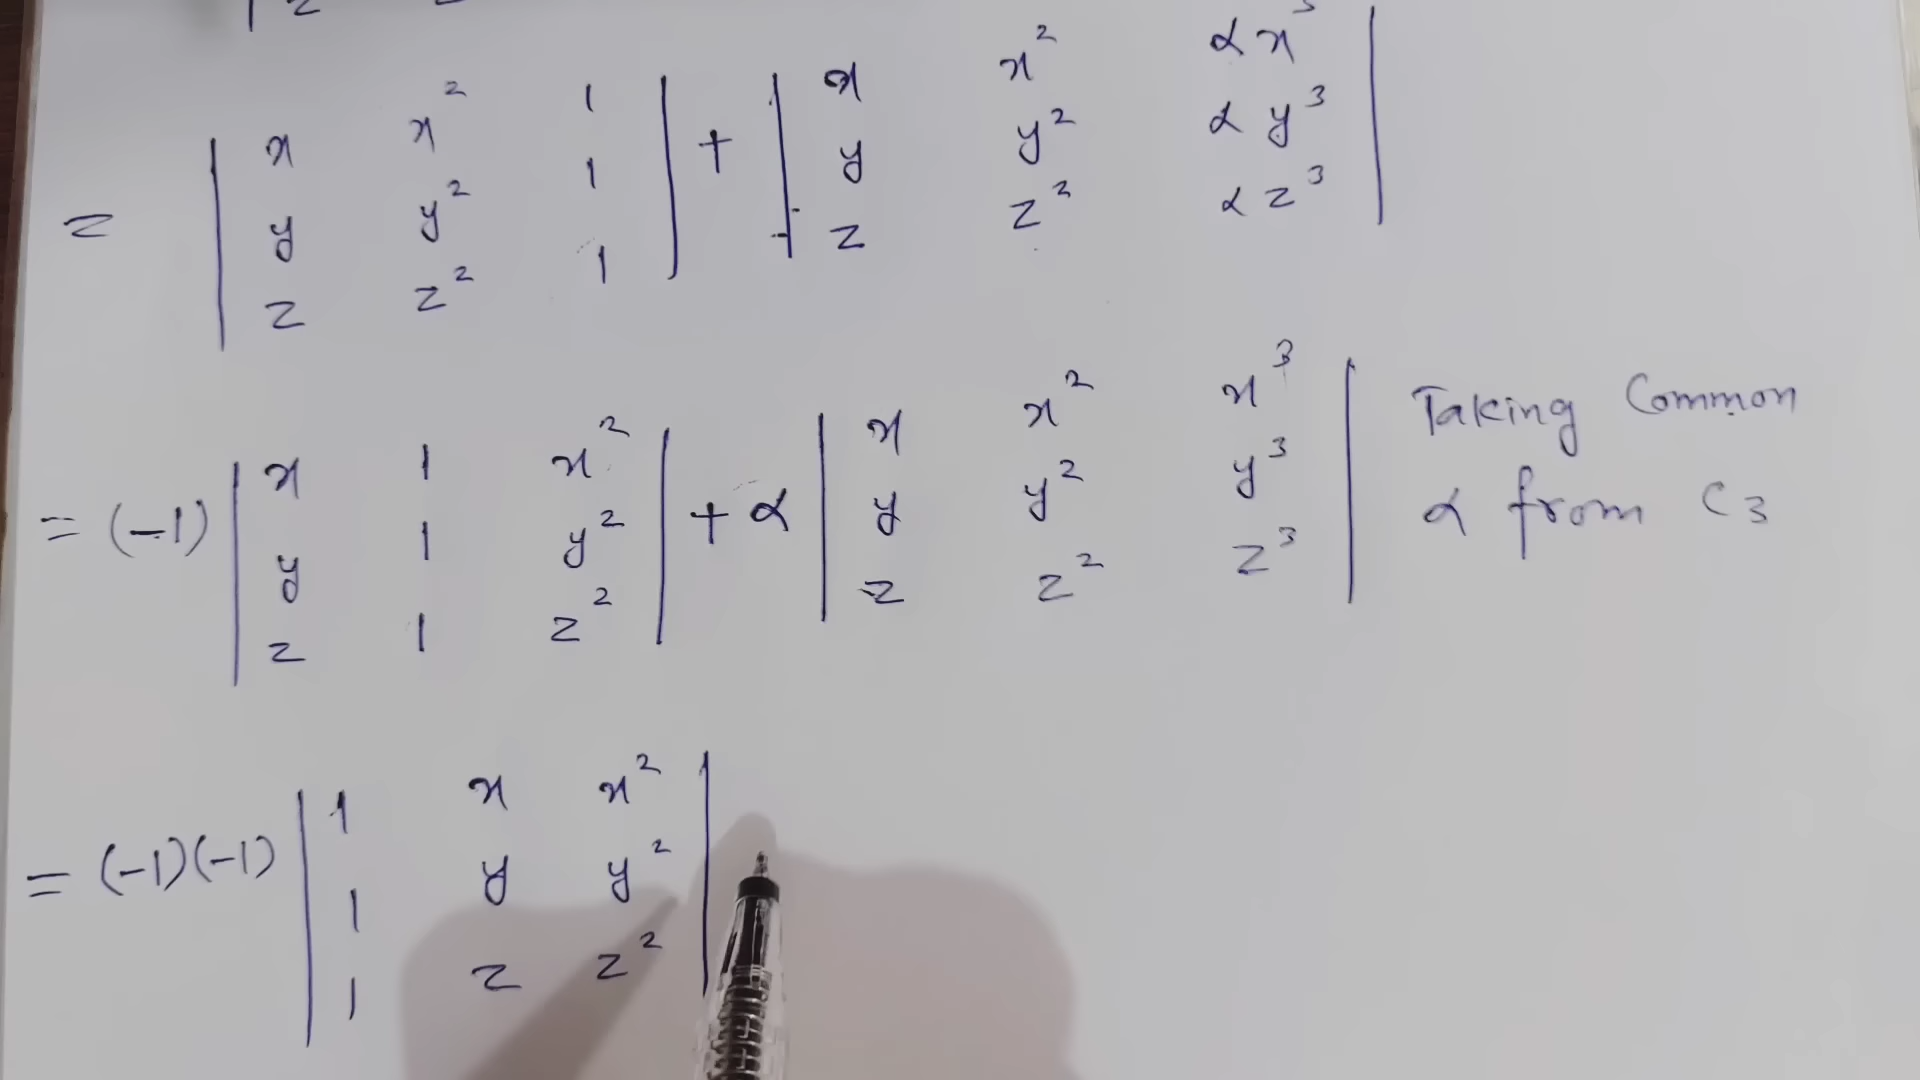 = | x x² 1 | + | x x² αx³ |
| y y² 1 | | y y² αy³ |
| z z² 1 | | z z² αz³ |
= (-1) | x 1 x² | + α | x x² x³ | Taking Common
| y 1 y² | | y y² y³ | α from C3
| z 1 z² | | z z² z³ |
= (-1)(-1) | 1 x x² |
| 1 y y² |
| 1 z z² |